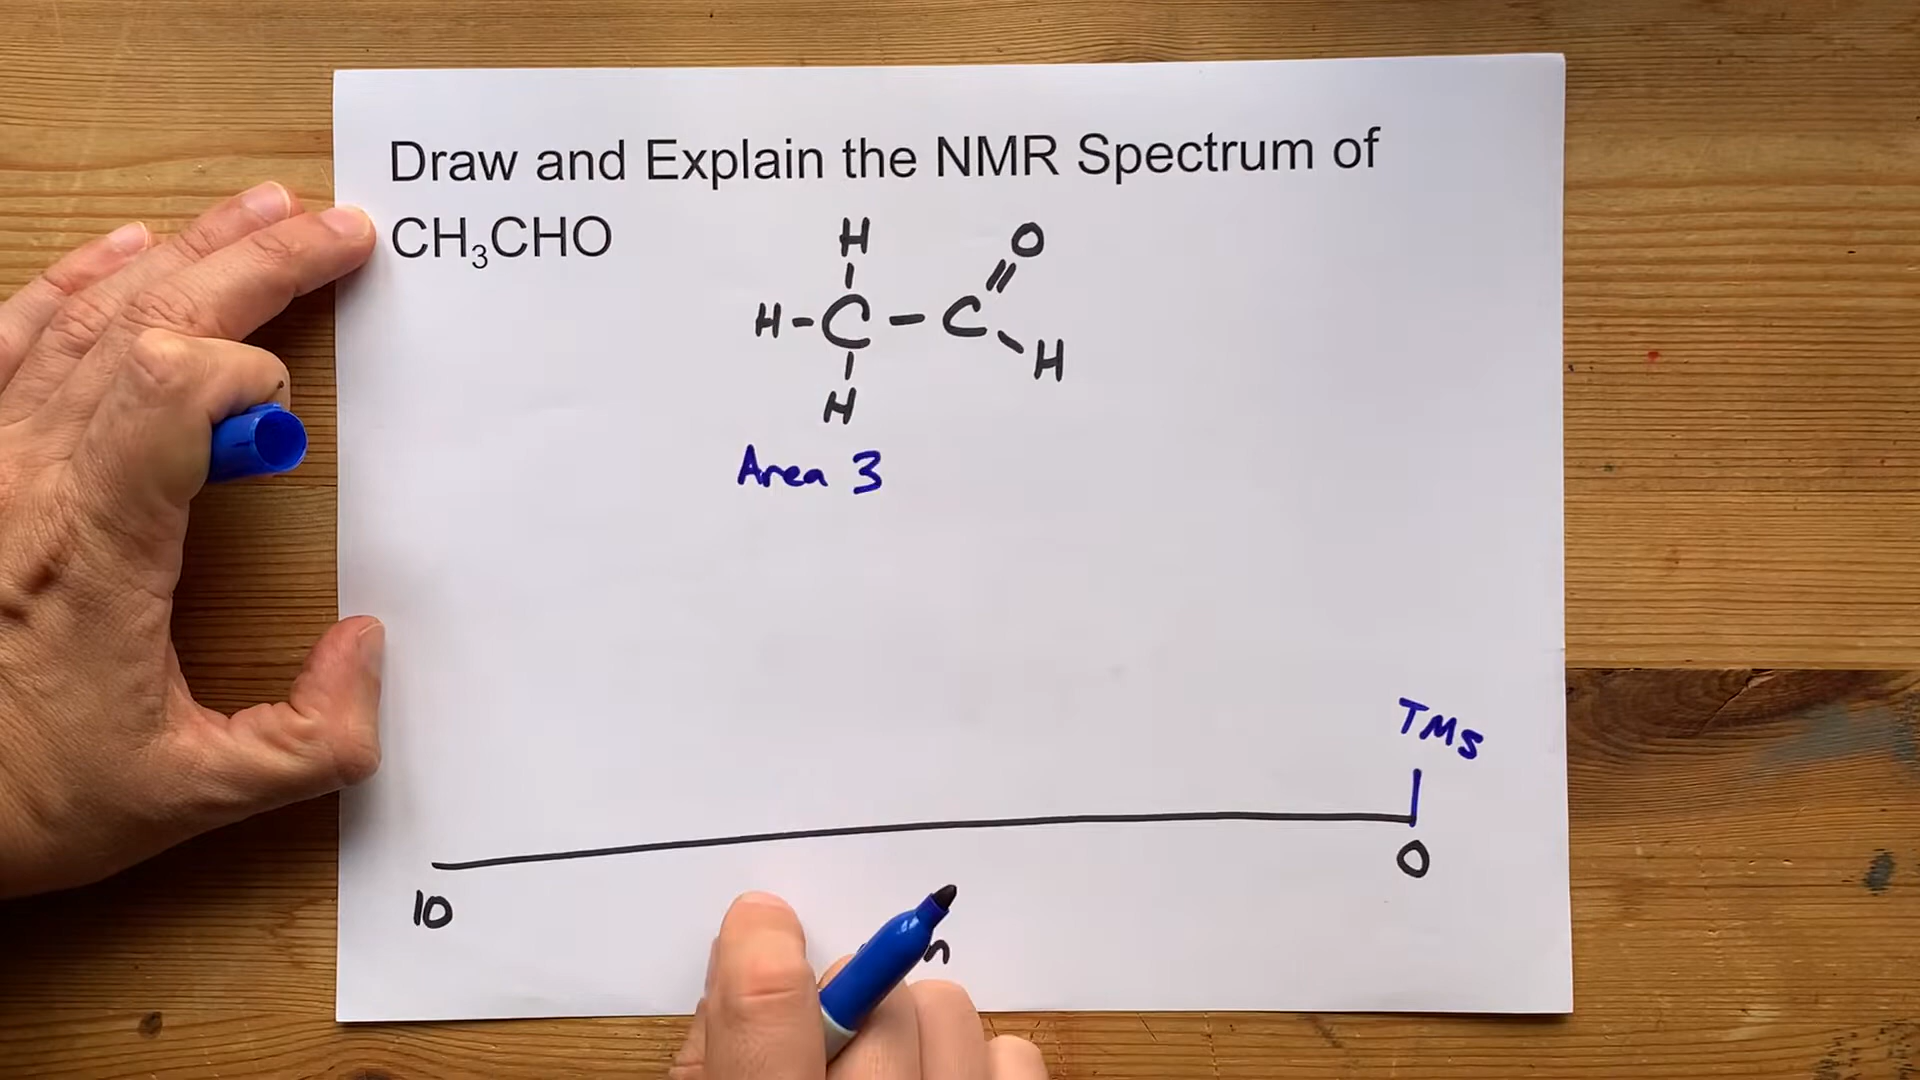 Draw and Explain the NMR Spectrum of
CH₃CHO
H O
H-C-C
H
H
Area 3
TMS
10 0